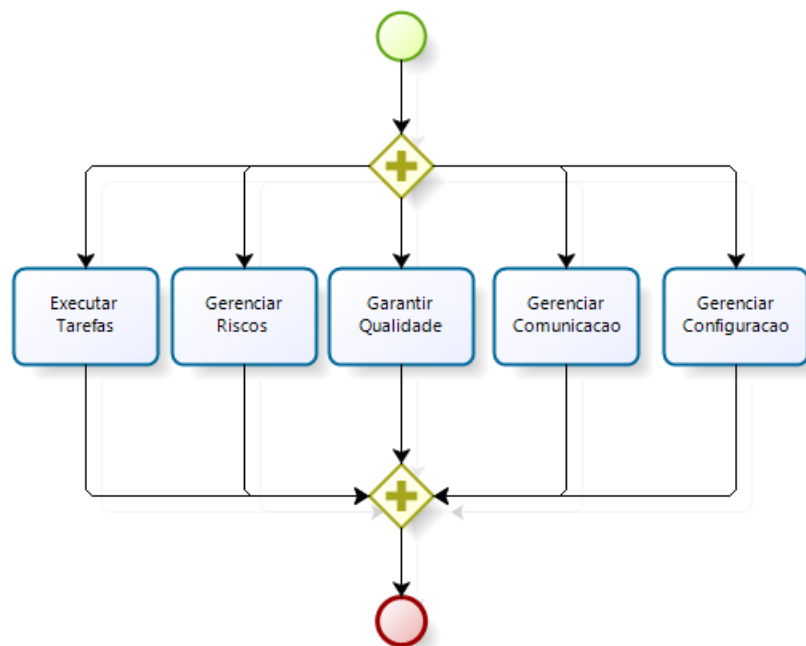 Executar
Tarefas
Gerenciar
Riscos
Garantir
Qualidade
Gerenciar
Comunicacao
Gerenciar
Configuracao